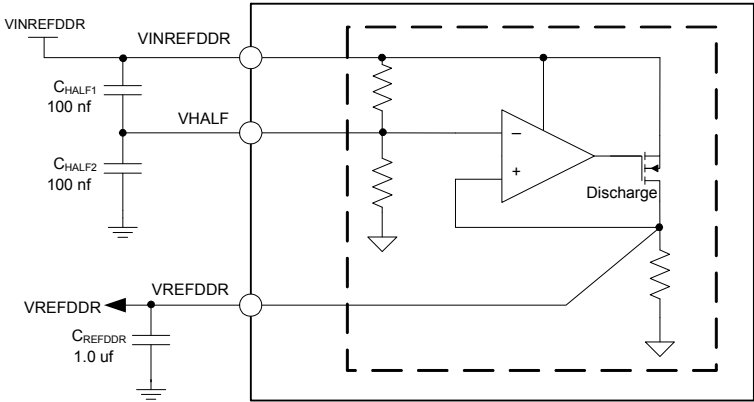 VINREFDDR
VINREFDDR
CHALF1
100 nf
VHALF
CHALF2
100 nf
−
+
Discharge
VREFDDR
VREFDDR
CREFDDR
1.0 uf